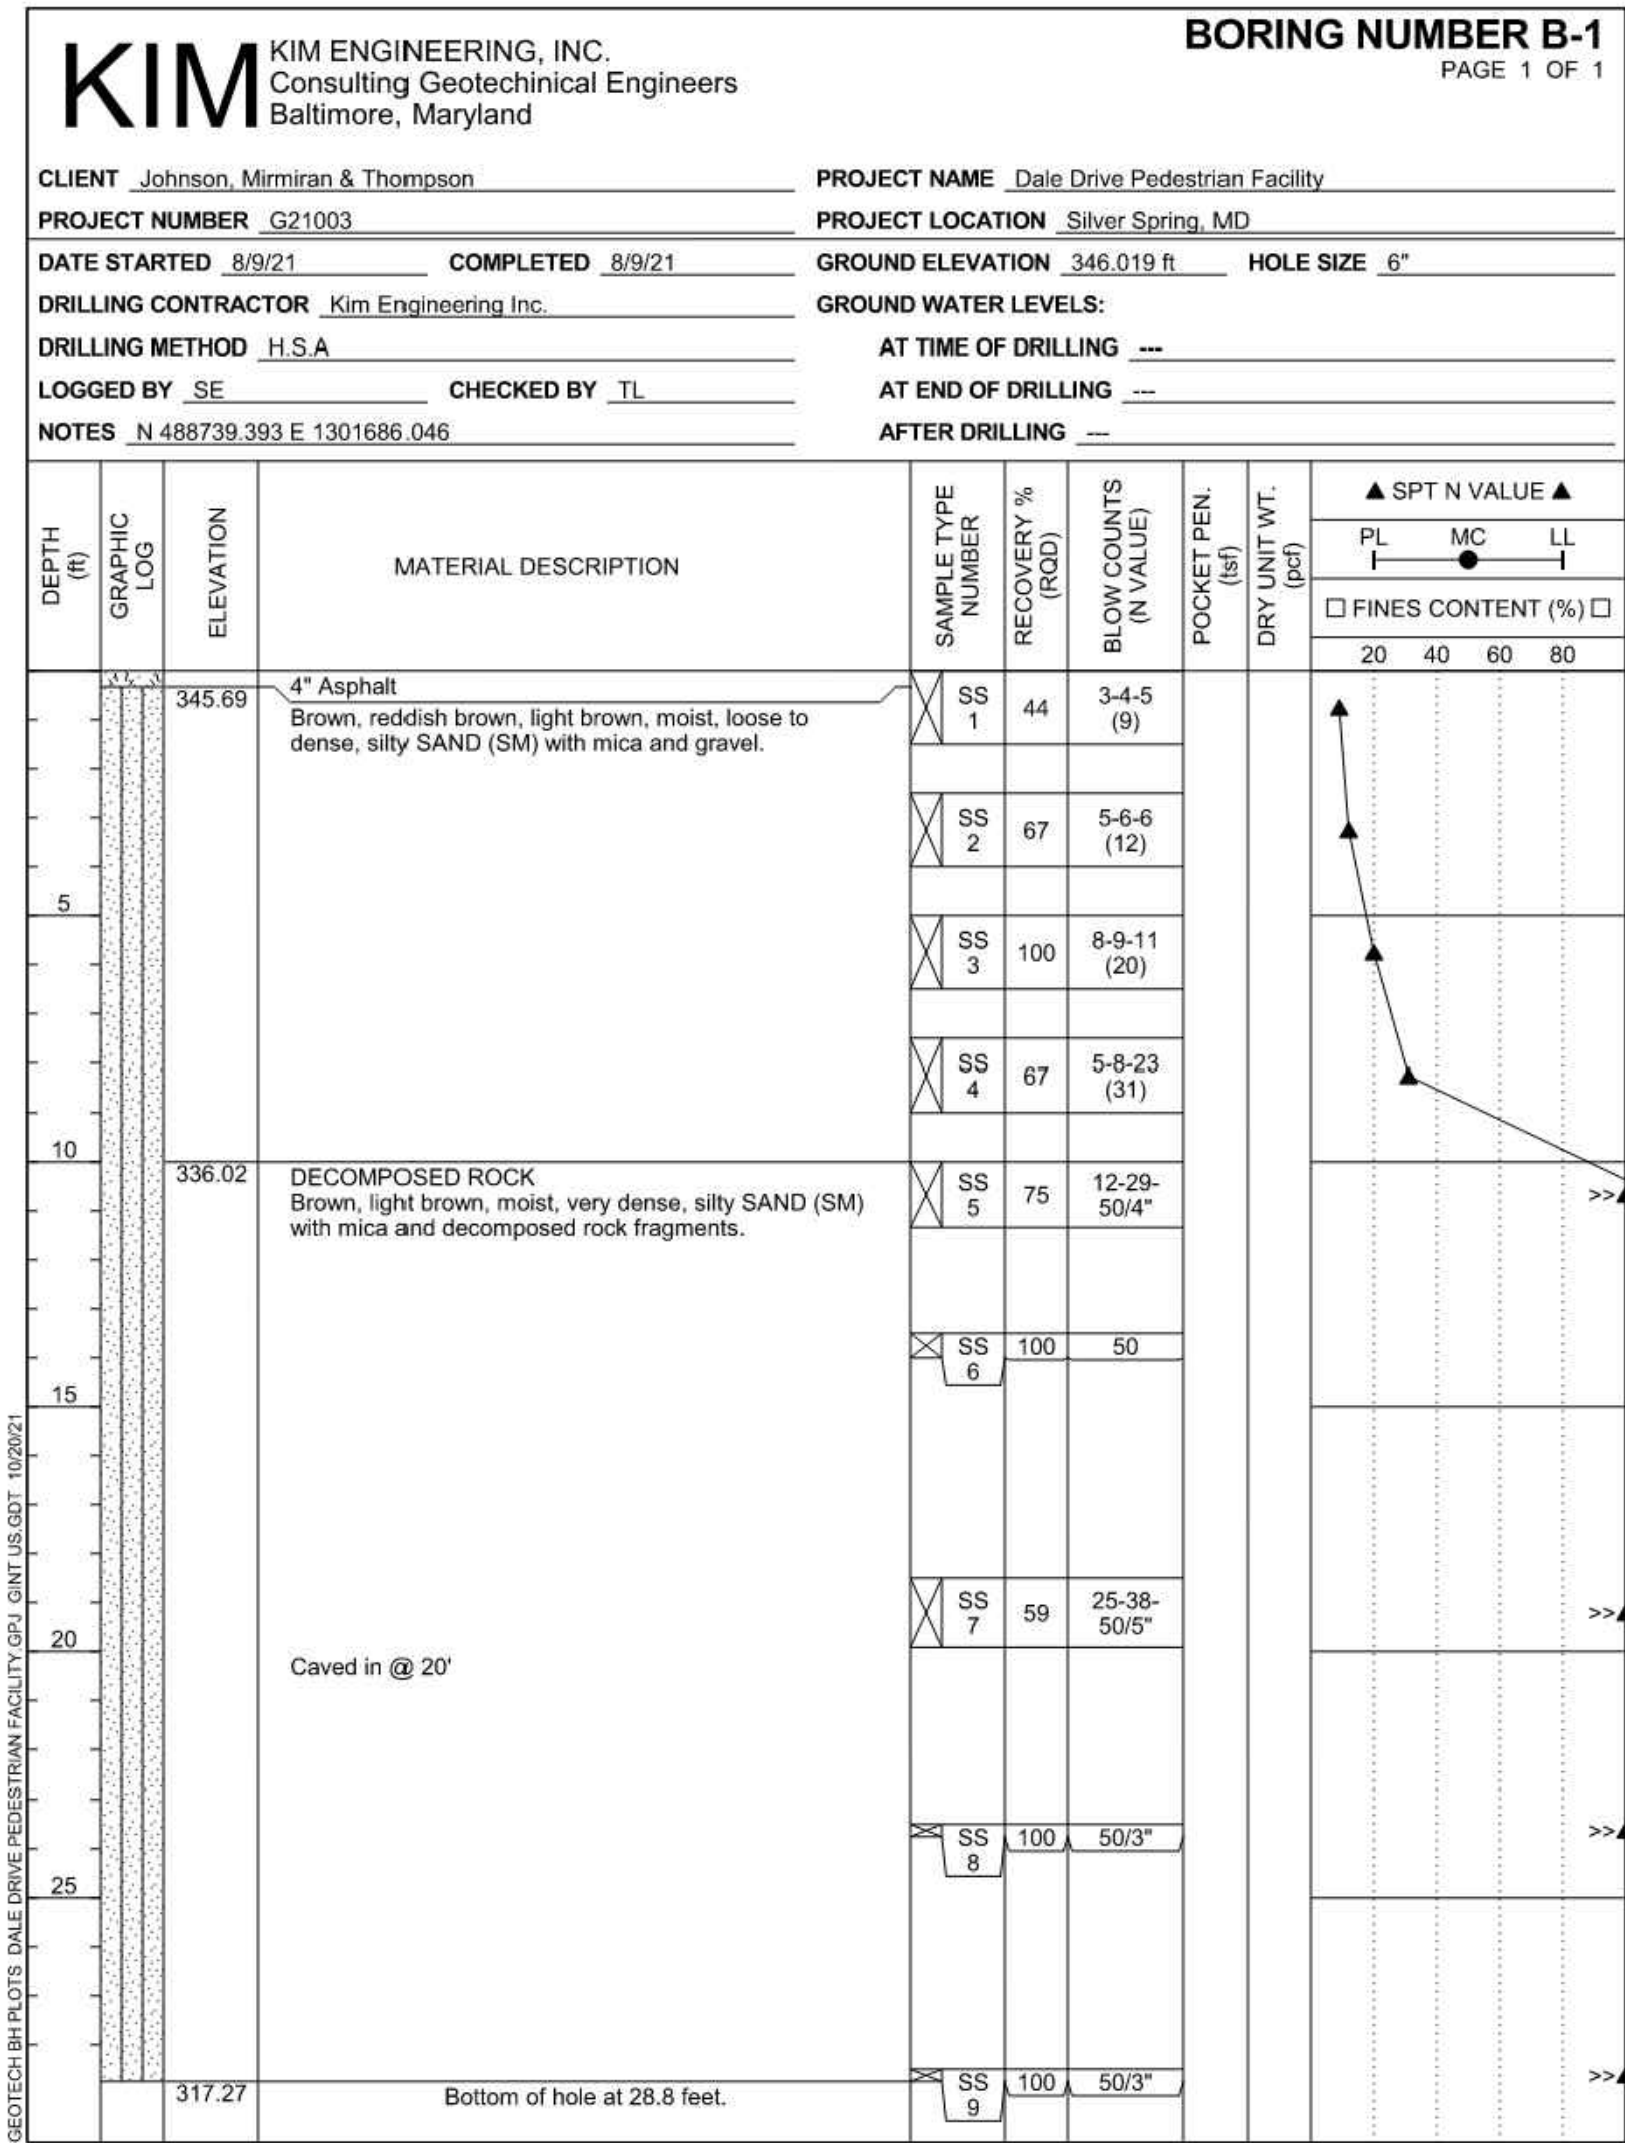 KIM
KIM ENGINEERING, INC.
Consulting Geotechinical Engineers
Baltimore, Maryland
BORING NUMBER B-1
PAGE 1 OF 1
CLIENT Johnson, Mirmiran & Thompson
PROJECT NAME Dale Drive Pedestrian Facility
PROJECT NUMBER G21003
PROJECT LOCATION Silver Spring, MD
DATE STARTED 8/9/21 COMPLETED 8/9/21
GROUND ELEVATION 346.019 ft HOLE SIZE 6"
DRILLING CONTRACTOR Kim Engineering Inc.
GROUND WATER LEVELS:
DRILLING METHOD H.S.A
AT TIME OF DRILLING ---
LOGGED BY SE CHECKED BY TL
AT END OF DRILLING ---
NOTES N 488739.393 E 1301686.046
AFTER DRILLING ---
DEPTH
(ft)
GRAPHIC
LOG
ELEVATION
MATERIAL DESCRIPTION
SAMPLE TYPE
NUMBER
RECOVERY %
(RQD)
BLOW COUNTS
(N VALUE)
POCKET PEN.
(tsf)
DRY UNIT WT.
(pcf)
▲ SPT N VALUE ▲
PL MC LL
☐ FINES CONTENT (%) ☐
20 40 60 80
345.69
4" Asphalt
Brown, reddish brown, light brown, moist, loose to
dense, silty SAND (SM) with mica and gravel.
SS
1
44
3-4-5
(9)
SS
2
67
5-6-6
(12)
5
SS
3
100
8-9-11
(20)
SS
4
67
5-8-23
(31)
10
336.02
DECOMPOSED ROCK
Brown, light brown, moist, very dense, silty SAND (SM)
with mica and decomposed rock fragments.
SS
5
75
12-29-
50/4"
>>▲
SS
6
100
50
15
SS
7
59
25-38-
50/5"
>>▲
20
Caved in @ 20'
SS
8
100
50/3"
>>▲
25
SS
9
100
50/3"
>>▲
317.27
Bottom of hole at 28.8 feet.
GEOTECH BH PLOTS DALE DRIVE PEDESTRIAN FACILITY.GPJ GINT US.GDT 10/20/21